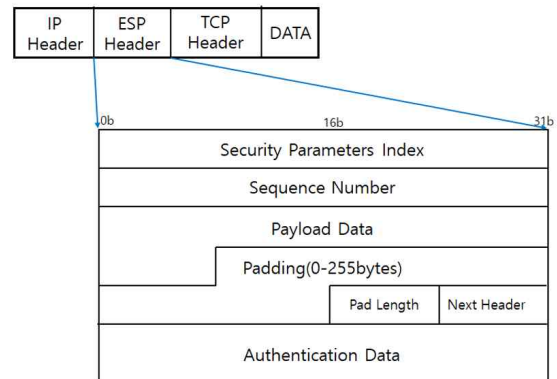 IP Header
ESP Header
TCP Header
DATA
0b
16b
31b
Security Parameters Index
Sequence Number
Payload Data
Padding(0-255bytes)
Pad Length
Next Header
Authentication Data